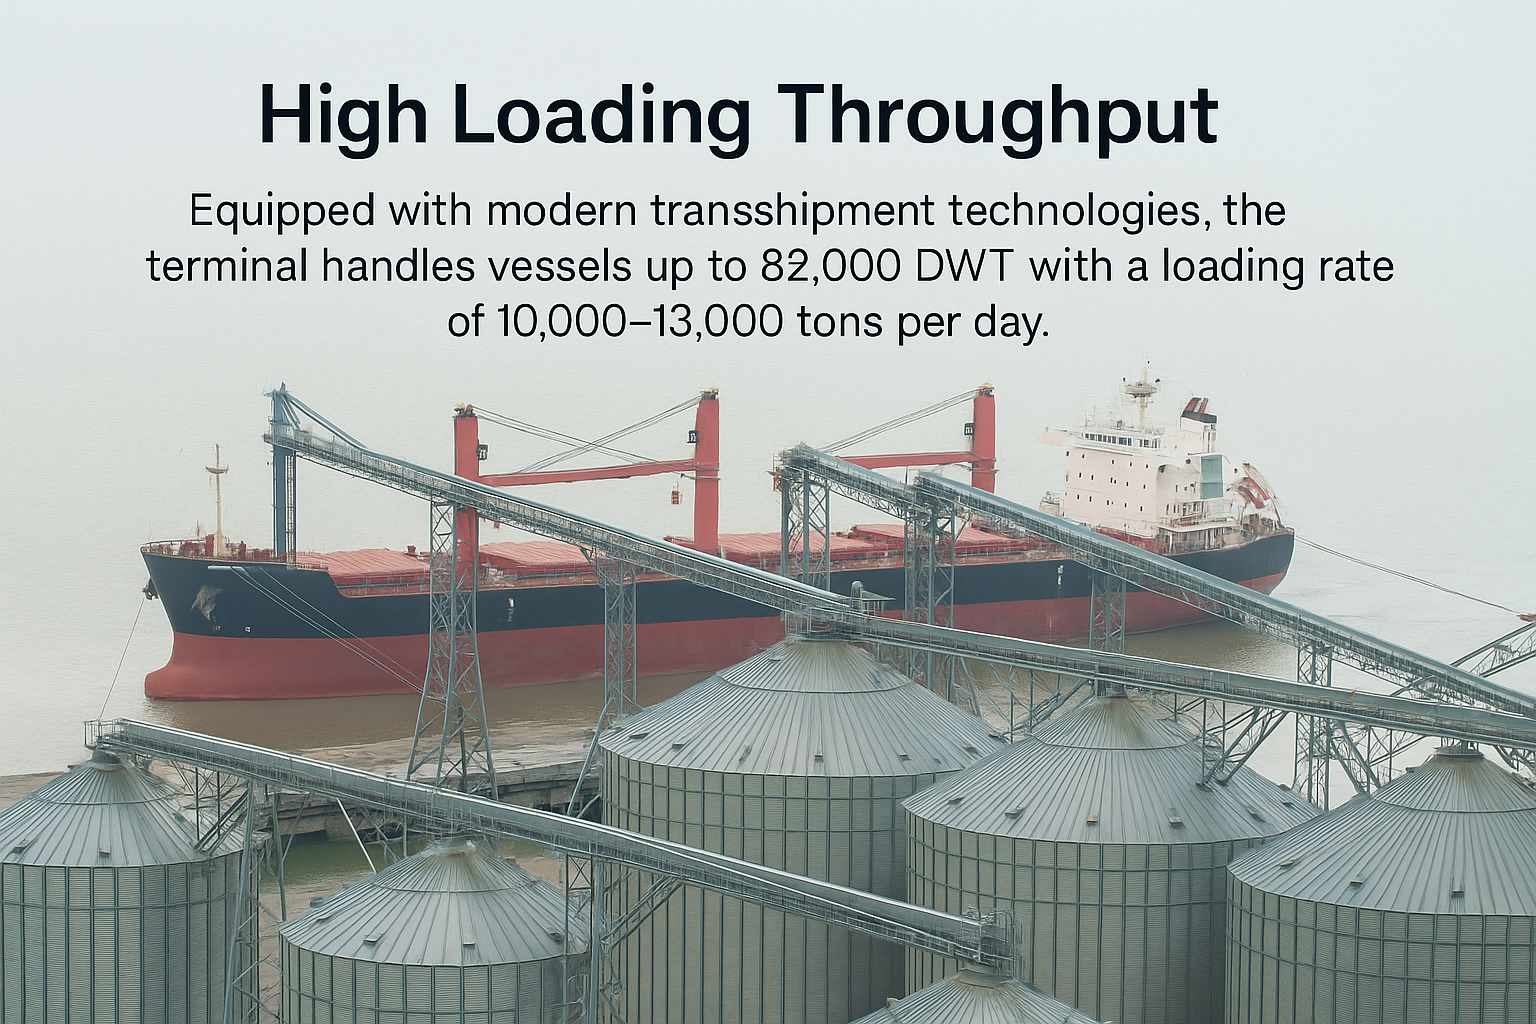 High Loading Throughput
Equipped with modern transshipment technologies, the
terminal handles vessels up to 82,000 DWT with a loading rate
of 10,000–13,000 tons per day.